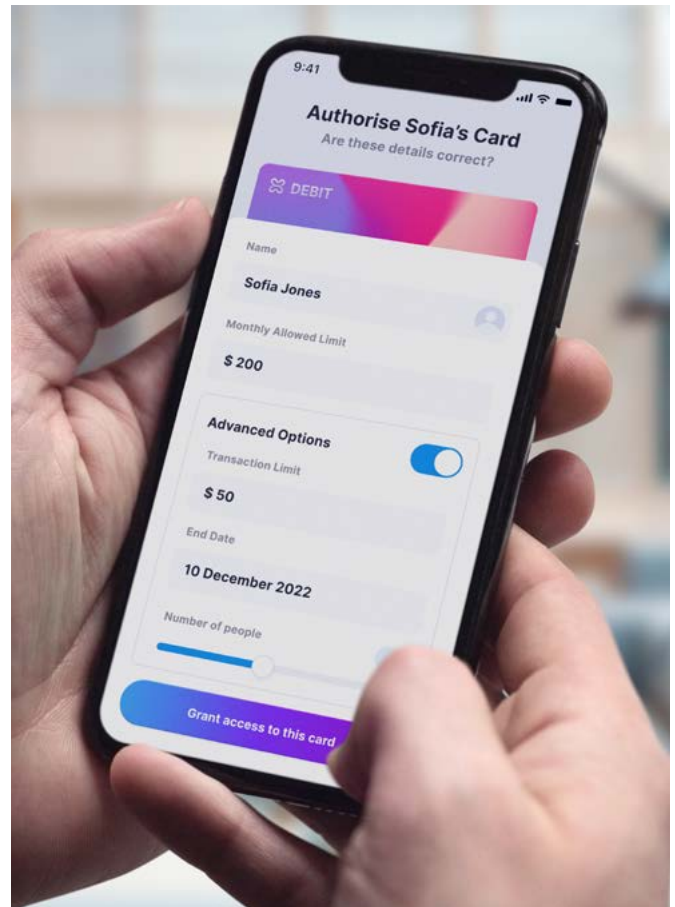 9:41
Authorise Sofia's Card
Are these details correct?
DEBIT
Name
Sofia Jones
Monthly Allowed Limit
$ 200
Advanced Options
Transaction Limit
$ 50
End Date
10 December 2022
Number of people
Grant access to this card